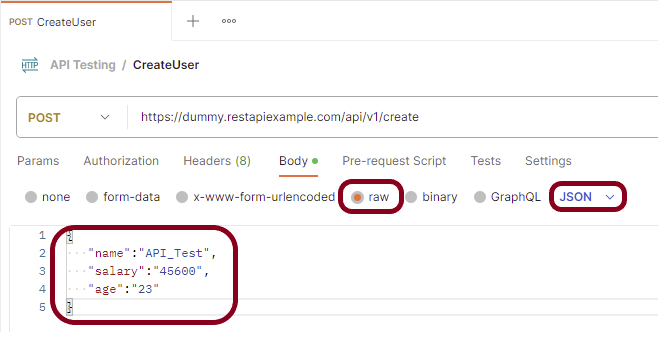 POST CreateUser
HTTP API Testing / CreateUser
POST https://dummy.restapiexample.com/api/v1/create
Params Authorization Headers (8) Body Pre-request Script Tests Settings
none form-data x-www-form-urlencoded raw binary GraphQL JSON
1 {
2 "name":"API_Test",
3 "salary":"45600",
4 "age":"23"
5 }